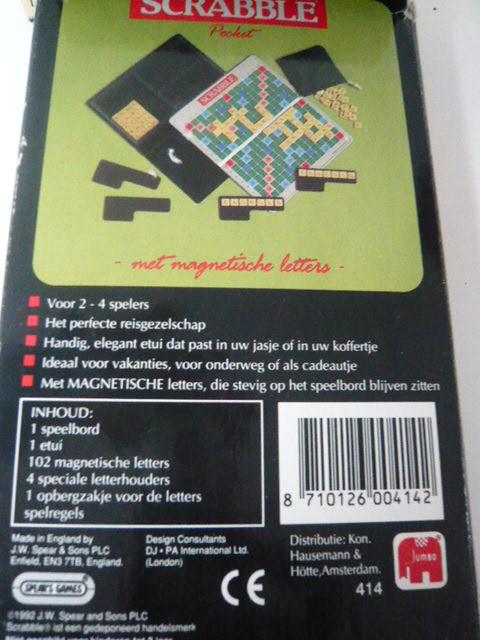 SCRABBLE
Pocket
SCRABBLE
- met magnetische letters -
Voor 2 - 4 spelers
Het perfecte reisgezelschap
Handig, elegant etui dat past in uw jasje of in uw koffertje
Ideaal voor vakanties, voor onderweg of als cadeautje
Met MAGNETISCHE letters, die stevig op het speelbord blijven zitten
INHOUD:
1 speelbord
1 etui
102 magnetische letters
4 speciale letterhouders
1 opbergzakje voor de letters
spelregels
8 710126 004142
Made in England by
J.W. Spear & Sons PLC
Enfield, EN3 7TB, England.
Design Consultants
DJ • PA International Ltd.
(London)
Distributie: Kon.
Hausemann &
Hötte, Amsterdam.
414
Jumbo
SPEAR'S GAMES
CE
©1992 J.W. Spear and Sons PLC
Scrabble® is een gedeponeerd handelsmerk